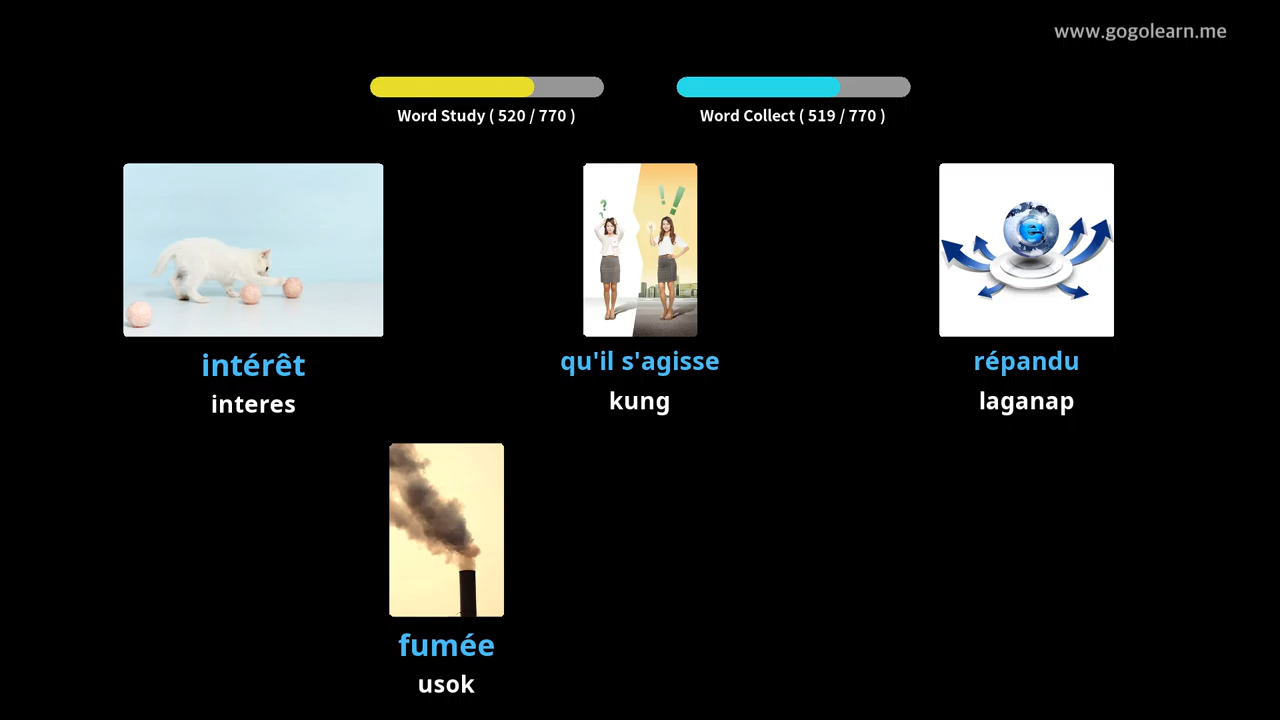 www.gogolearn.me
Word Study ( 520 / 770 )
Word Collect ( 519 / 770 )
intérêt
interes
qu'il s'agisse
kung
répandu
laganap
fumée
usok